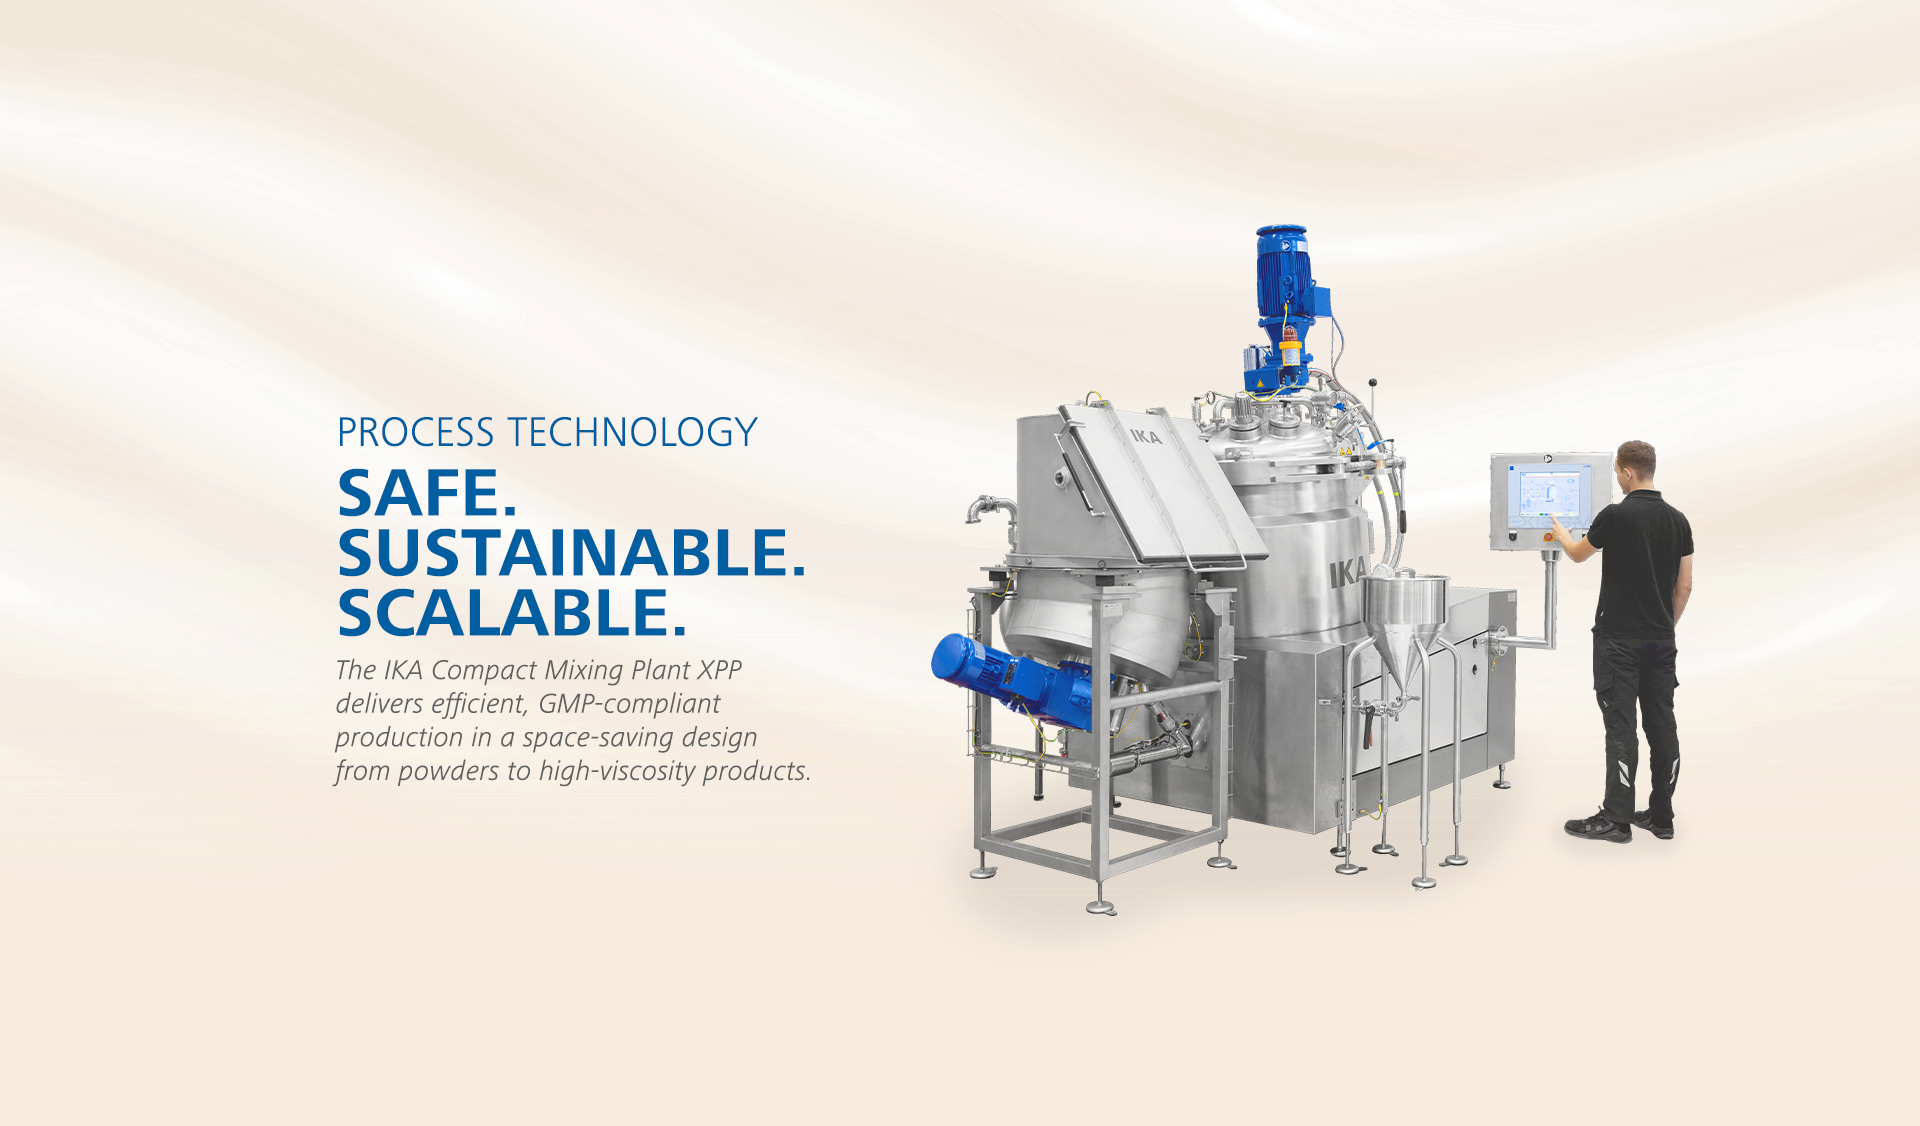 PROCESS TECHNOLOGY
SAFE.
SUSTAINABLE.
SCALABLE.
The IKA Compact Mixing Plant XPP
delivers efficient, GMP-compliant
production in a space-saving design
from powders to high-viscosity products.
IKA
IKA